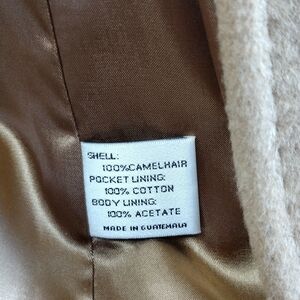 SHELL:
100%CAMELHAIR
POCKET LINING:
100% COTTON
BODY LINING:
100% ACETATE
MADE IN GUATEMALA